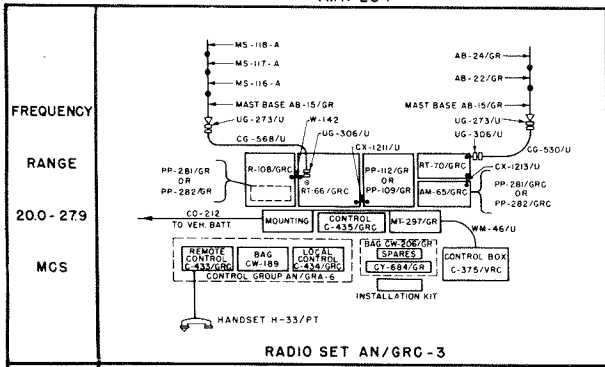 FREQUENCY
RANGE
20.0 - 27.9
MCS
MS-118-A
MS-117-A
MS-116-A
MAST BASE AB-15/GR
UG-273/U
W-142
CG-568/U
UG-306/U
CX-1211/U
AB-24/GR
AB-22/GR
MAST BASE AB-15/GR
UG-273/U
UG-306/U
CG-530/U
CX-1213/U
PP-281/GR
OR
PP-282/GR
R-108/GRC
RT-66/GRC
PP-112/GR
OR
PP-109/GR
RT-70/GRC
AM-65/GRC
PP-281/GRC
OR
PP-282/GRC
CO-212
TO VEH. BATT.
MOUNTING
CONTROL
C-435/GRC
MT-297/GR
WM-46/U
REMOTE
CONTROL
C-433/GRC
BAG
CW-189
LOCAL
CONTROL
C-434/GRC
CONTROL GROUP AN/GRA-6
BAG CW-206/GR
SPARES
CY-684/GR
INSTALLATION KIT
CONTROL BOX
C-375/VRC
HANDSET H-33/PT
RADIO SET AN/GRC-3